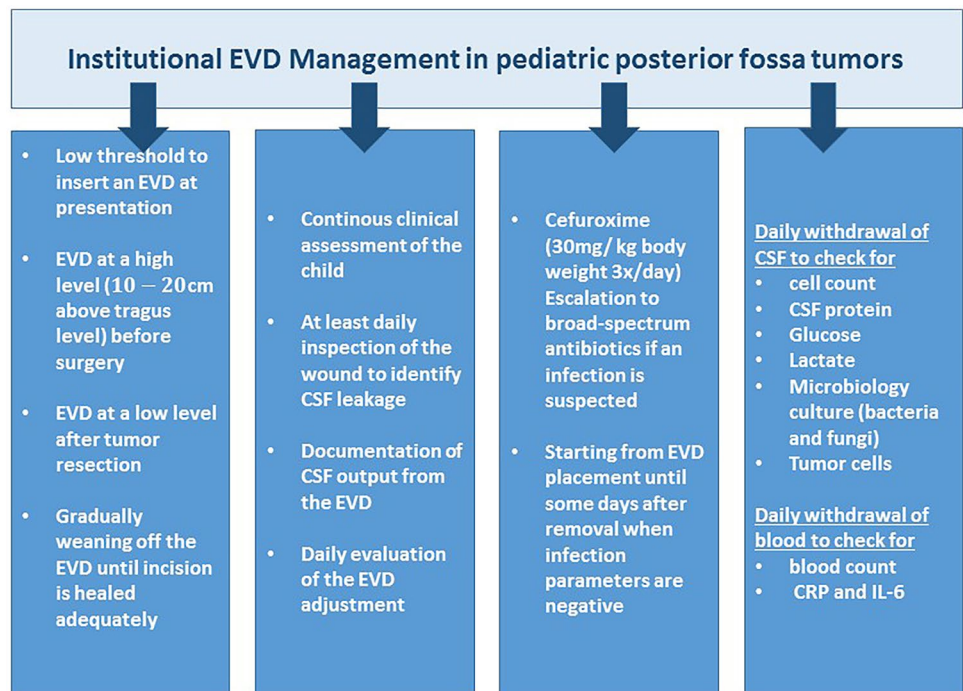 Institutional EVD Management in pediatric posterior fossa tumors
• Low threshold to
insert an EVD at
presentation
• EVD at a high
level (10 − 20cm
above tragus
level) before
surgery
• EVD at a low level
after tumor
resection
• Gradually
weaning off the
EVD until incision
is healed
adequately
• Continous clinical
assessment of the
child
• At least daily
inspection of the
wound to identify
CSF leakage
• Documentation of
CSF output from
the EVD
• Daily evaluation
of the EVD
adjustment
• Cefuroxime
(30mg/ kg body
weight 3x/day)
Escalation to
broad-spectrum
antibiotics if an
infection is
suspected
• Starting from EVD
placement until
some days after
removal when
infection
parameters are
negative
Daily withdrawal of
CSF to check for
• cell count
• CSF protein
• Glucose
• Lactate
• Microbiology
culture (bacteria
and fungi)
• Tumor cells
Daily withdrawal of
blood to check for
• blood count
• CRP and IL-6